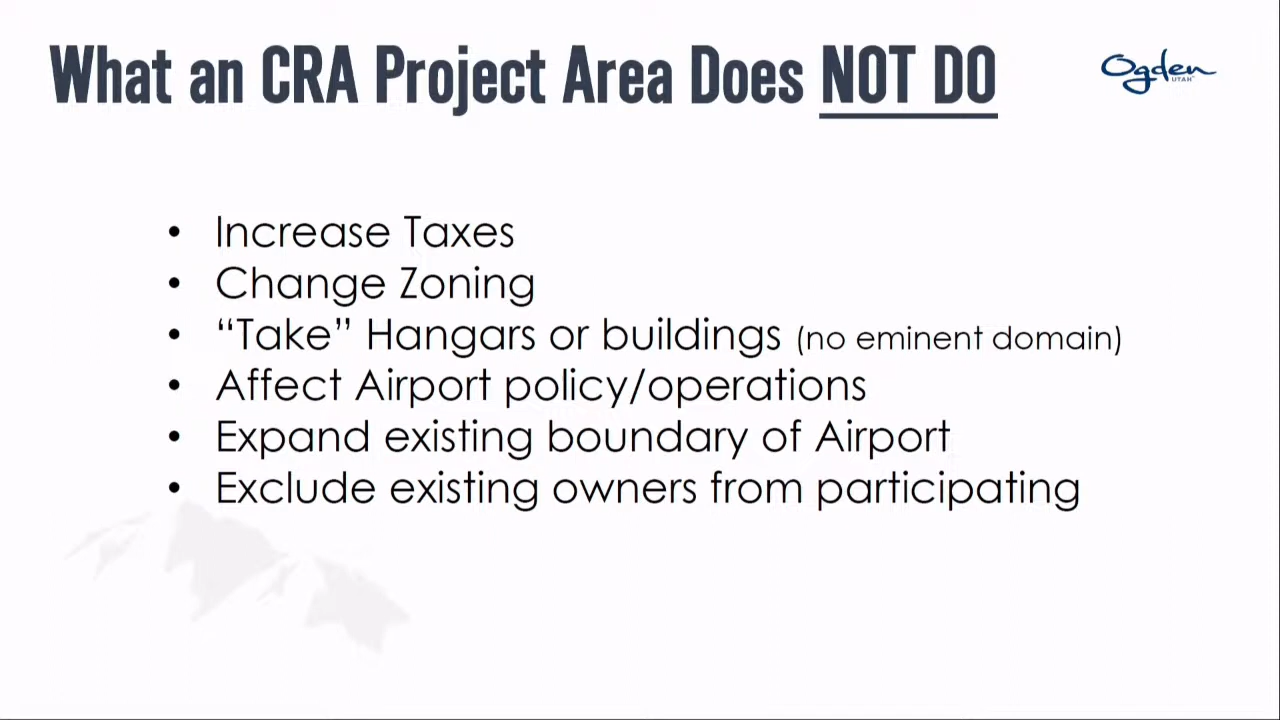 What an CRA Project Area Does NOT DO
Ogden
UTAH
• Increase Taxes
• Change Zoning
• “Take” Hangars or buildings (no eminent domain)
• Affect Airport policy/operations
• Expand existing boundary of Airport
• Exclude existing owners from participating